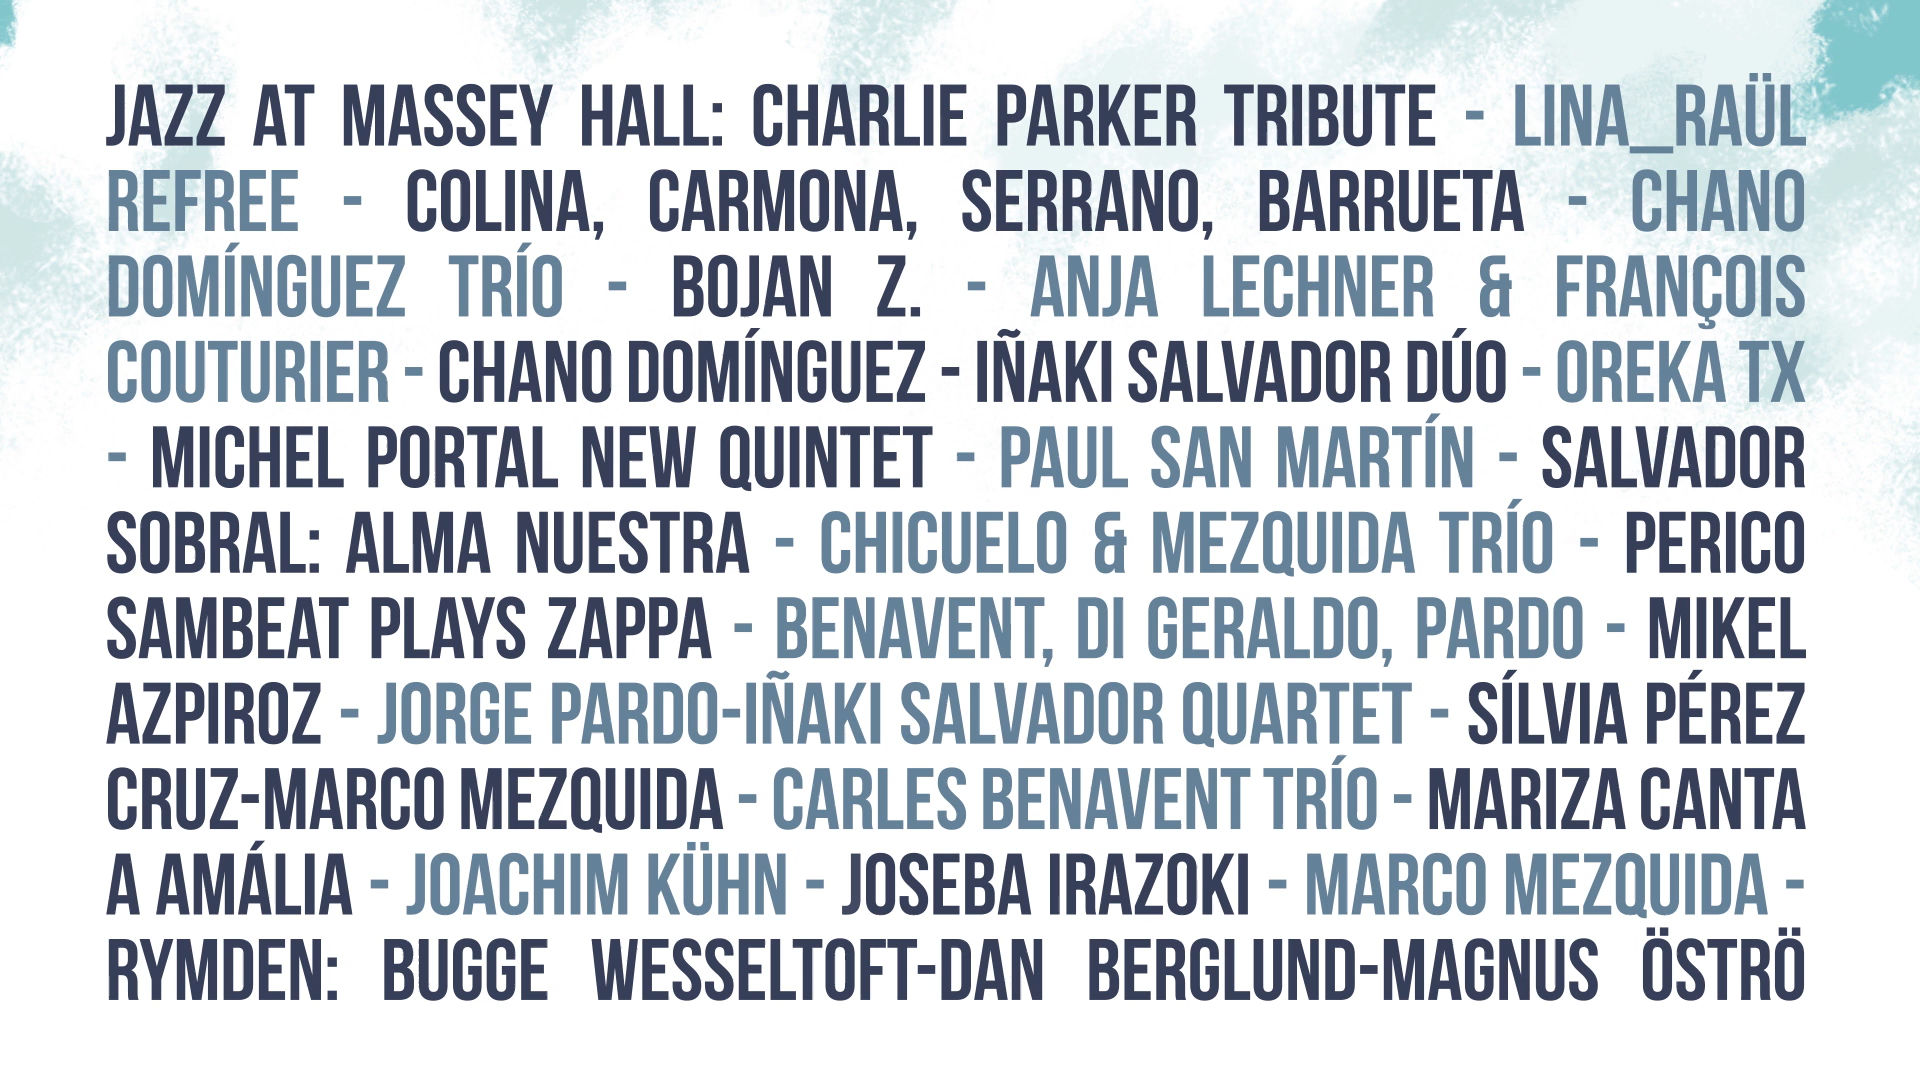 JAZZ AT MASSEY HALL: CHARLIE PARKER TRIBUTE - LINA_RAÜL
REFREE - COLINA, CARMONA, SERRANO, BARRUETA - CHANO
DOMÍNGUEZ TRÍO - BOJAN Z. - ANJA LECHNER & FRANÇOIS
COUTURIER - CHANO DOMÍNGUEZ - IÑAKI SALVADOR DÚO - OREKA TX
- MICHEL PORTAL NEW QUINTET - PAUL SAN MARTÍN - SALVADOR
SOBRAL: ALMA NUESTRA - CHICUELO & MEZQUIDA TRÍO - PERICO
SAMBEAT PLAYS ZAPPA - BENAVENT, DI GERALDO, PARDO - MIKEL
AZPIROZ - JORGE PARDO-IÑAKI SALVADOR QUARTET - SÍLVIA PÉREZ
CRUZ-MARCO MEZQUIDA - CARLES BENAVENT TRÍO - MARIZA CANTA
A AMÁLIA - JOACHIM KÜHN - JOSEBA IRAZOKI - MARCO MEZQUIDA -
RYMDEN: BUGGE WESSELTOFT-DAN BERGLUND-MAGNUS ÖSTRÖ